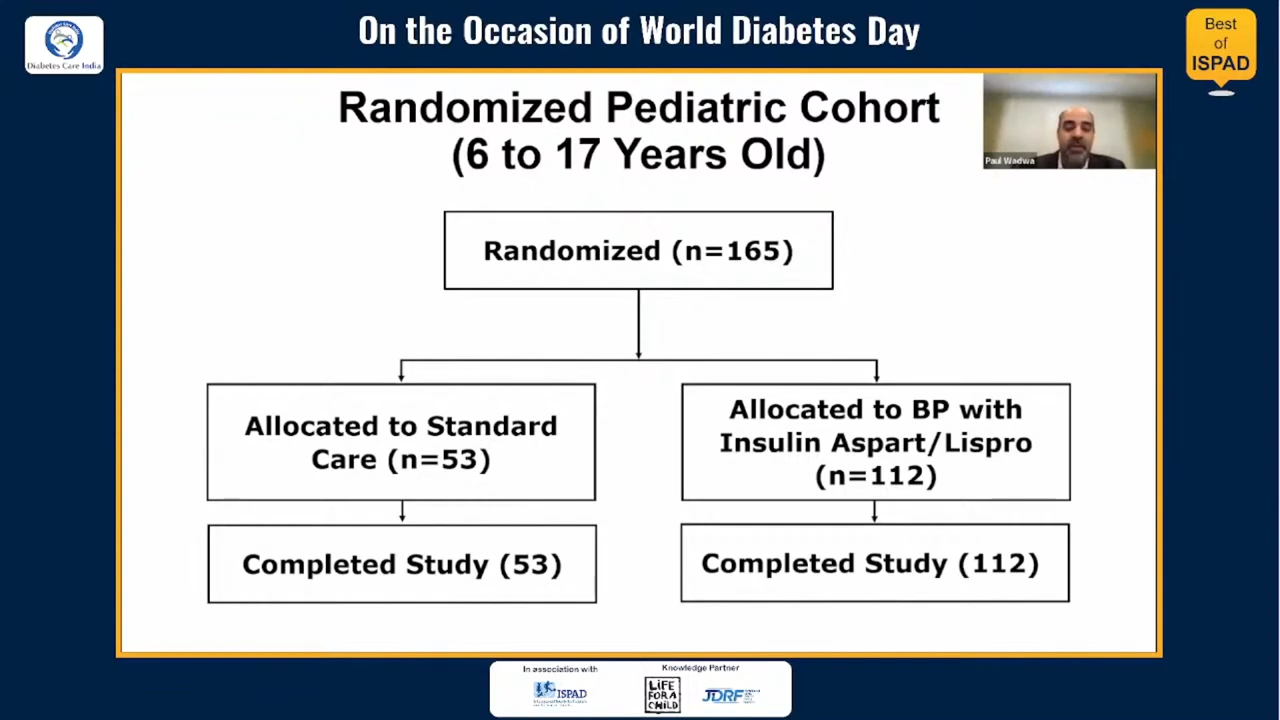 On the Occasion of World Diabetes Day
Diabetes Care India
Best
of
ISPAD
Randomized Pediatric Cohort
(6 to 17 Years Old)
Paul Wadwa
Randomized (n=165)
Allocated to Standard
Care (n=53)
Allocated to BP with
Insulin Aspart/Lispro
(n=112)
Completed Study (53)
Completed Study (112)
In association with
ISPAD
Knowledge Partner
LiFE
FOR A
CHiLD
JDRF